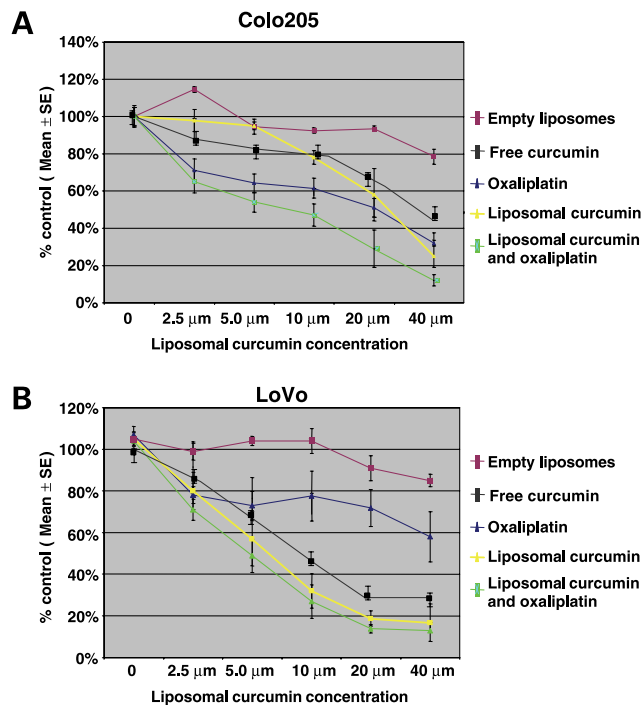 A
Colo205
140%
120%
100%
80%
60%
40%
20%
0%
% control ( Mean ± SE)
0 2.5 μm 5.0 μm 10 μm 20 μm 40 μm
Liposomal curcumin concentration
Empty liposomes
Free curcumin
Oxaliplatin
Liposomal curcumin
Liposomal curcumin
and oxaliplatin
B
LoVo
120%
100%
80%
60%
40%
20%
0%
% control ( Mean ± SE)
0 2.5 μm 5.0 μm 10 μm 20 μm 40 μm
Liposomal curcumin concentration
Empty liposomes
Free curcumin
Oxaliplatin
Liposomal curcumin
Liposomal curcumin
and oxaliplatin